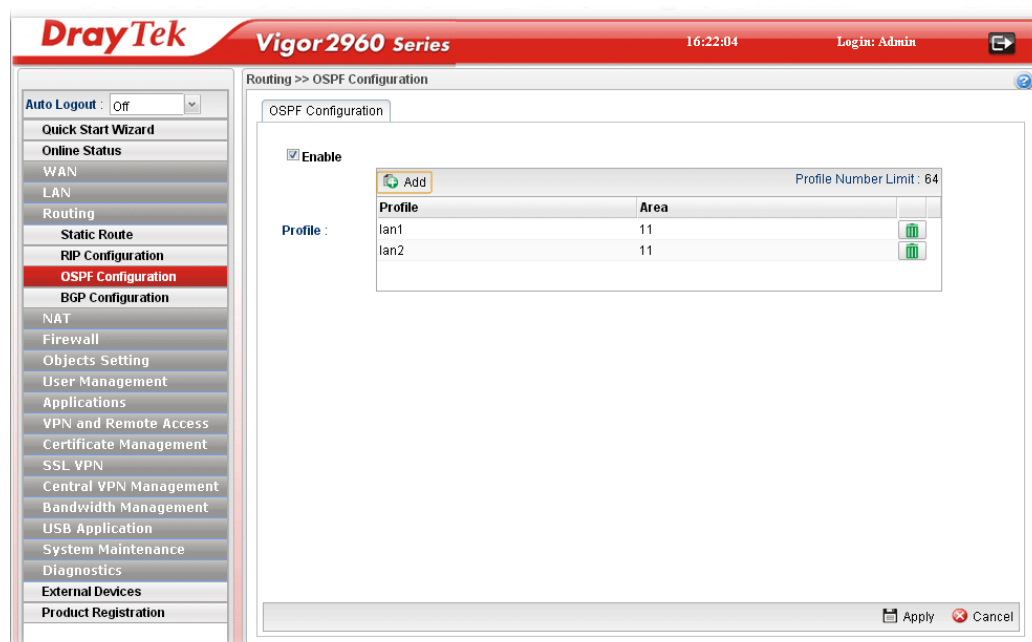 DrayTek
Vigor2960 Series
16:22:04
Login: Admin
Auto Logout : Off
Quick Start Wizard
Online Status
WAN
LAN
Routing
Static Route
RIP Configuration
OSPF Configuration
BGP Configuration
NAT
Firewall
Objects Setting
User Management
Applications
VPN and Remote Access
Certificate Management
SSL VPN
Central VPN Management
Bandwidth Management
USB Application
System Maintenance
Diagnostics
External Devices
Product Registration
Routing >> OSPF Configuration
OSPF Configuration
Enable
Profile :
Add
Profile Number Limit : 64
Profile Area
lan1 11
lan2 11
Apply Cancel